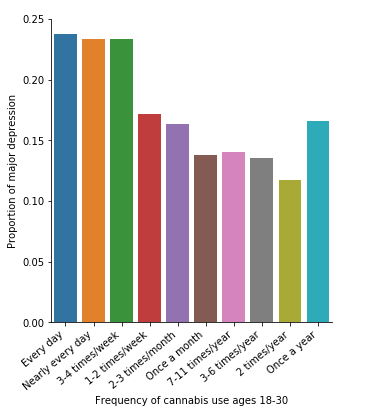 0.25
0.20
0.15
0.10
0.05
0.00
Proportion of major depression
Every day
Nearly every day
3-4 times/week
1-2 times/week
2-3 times/month
Once a month
7-11 times/year
3-6 times/year
2 times/year
Once a year
Frequency of cannabis use ages 18-30